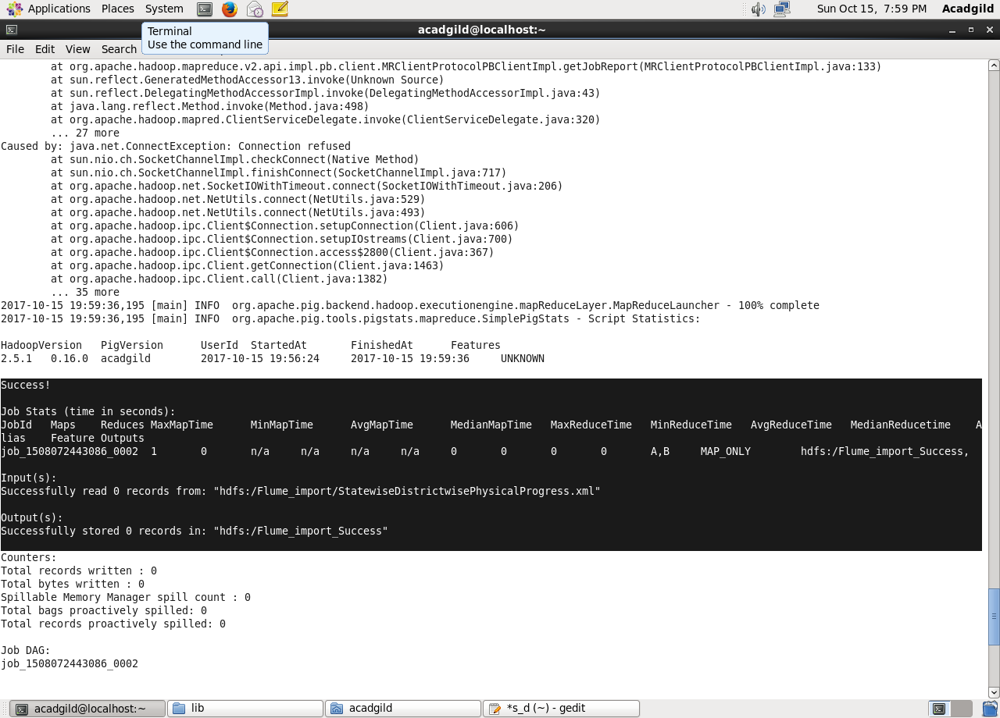 Applications Places System Sun Oct 15, 7:59 PM Acadgild
acadgild@localhost:~
Terminal
Use the command line
File Edit View Search
        at org.apache.hadoop.mapreduce.v2.api.impl.pb.client.MRClientProtocolPBClientImpl.getJobReport(MRClientProtocolPBClientImpl.java:133)
        at sun.reflect.GeneratedMethodAccessor13.invoke(Unknown Source)
        at sun.reflect.DelegatingMethodAccessorImpl.invoke(DelegatingMethodAccessorImpl.java:43)
        at java.lang.reflect.Method.invoke(Method.java:498)
        at org.apache.hadoop.mapred.ClientServiceDelegate.invoke(ClientServiceDelegate.java:320)
        ... 27 more
Caused by: java.net.ConnectException: Connection refused
        at sun.nio.ch.SocketChannelImpl.checkConnect(Native Method)
        at sun.nio.ch.SocketChannelImpl.finishConnect(SocketChannelImpl.java:717)
        at org.apache.hadoop.net.SocketIOWithTimeout.connect(SocketIOWithTimeout.java:206)
        at org.apache.hadoop.net.NetUtils.connect(NetUtils.java:529)
        at org.apache.hadoop.net.NetUtils.connect(NetUtils.java:493)
        at org.apache.hadoop.ipc.Client$Connection.setupConnection(Client.java:606)
        at org.apache.hadoop.ipc.Client$Connection.setupIOstreams(Client.java:700)
        at org.apache.hadoop.ipc.Client$Connection.access$2800(Client.java:367)
        at org.apache.hadoop.ipc.Client.getConnection(Client.java:1463)
        at org.apache.hadoop.ipc.Client.call(Client.java:1382)
        ... 35 more
2017-10-15 19:59:36,195 [main] INFO  org.apache.pig.backend.hadoop.executionengine.mapReduceLayer.MapReduceLauncher - 100% complete
2017-10-15 19:59:36,195 [main] INFO  org.apache.pig.tools.pigstats.mapreduce.SimplePigStats - Script Statistics:
HadoopVersion   PigVersion      UserId  StartedAt       FinishedAt      Features
2.5.1   0.16.0  acadgild        2017-10-15 19:56:24     2017-10-15 19:59:36     UNKNOWN
Success!
Job Stats (time in seconds):
JobId   Maps    Reduces MaxMapTime      MinMapTime      AvgMapTime      MedianMapTime   MaxReduceTime   MinReduceTime   AvgReduceTime   MedianReducetime    A
lias    Feature Outputs
job_1508072443086_0002  1       0       n/a     n/a     n/a     n/a     0       0       0       0       A,B     MAP_ONLY        hdfs:/Flume_import_Success,
Input(s):
Successfully read 0 records from: "hdfs:/Flume_import/StatewiseDistrictwisePhysicalProgress.xml"
Output(s):
Successfully stored 0 records in: "hdfs:/Flume_import_Success"
Counters:
Total records written : 0
Total bytes written : 0
Spillable Memory Manager spill count : 0
Total bags proactively spilled: 0
Total records proactively spilled: 0
Job DAG:
job_1508072443086_0002
acadgild@localhost:~ lib acadgild *s_d (~) - gedit